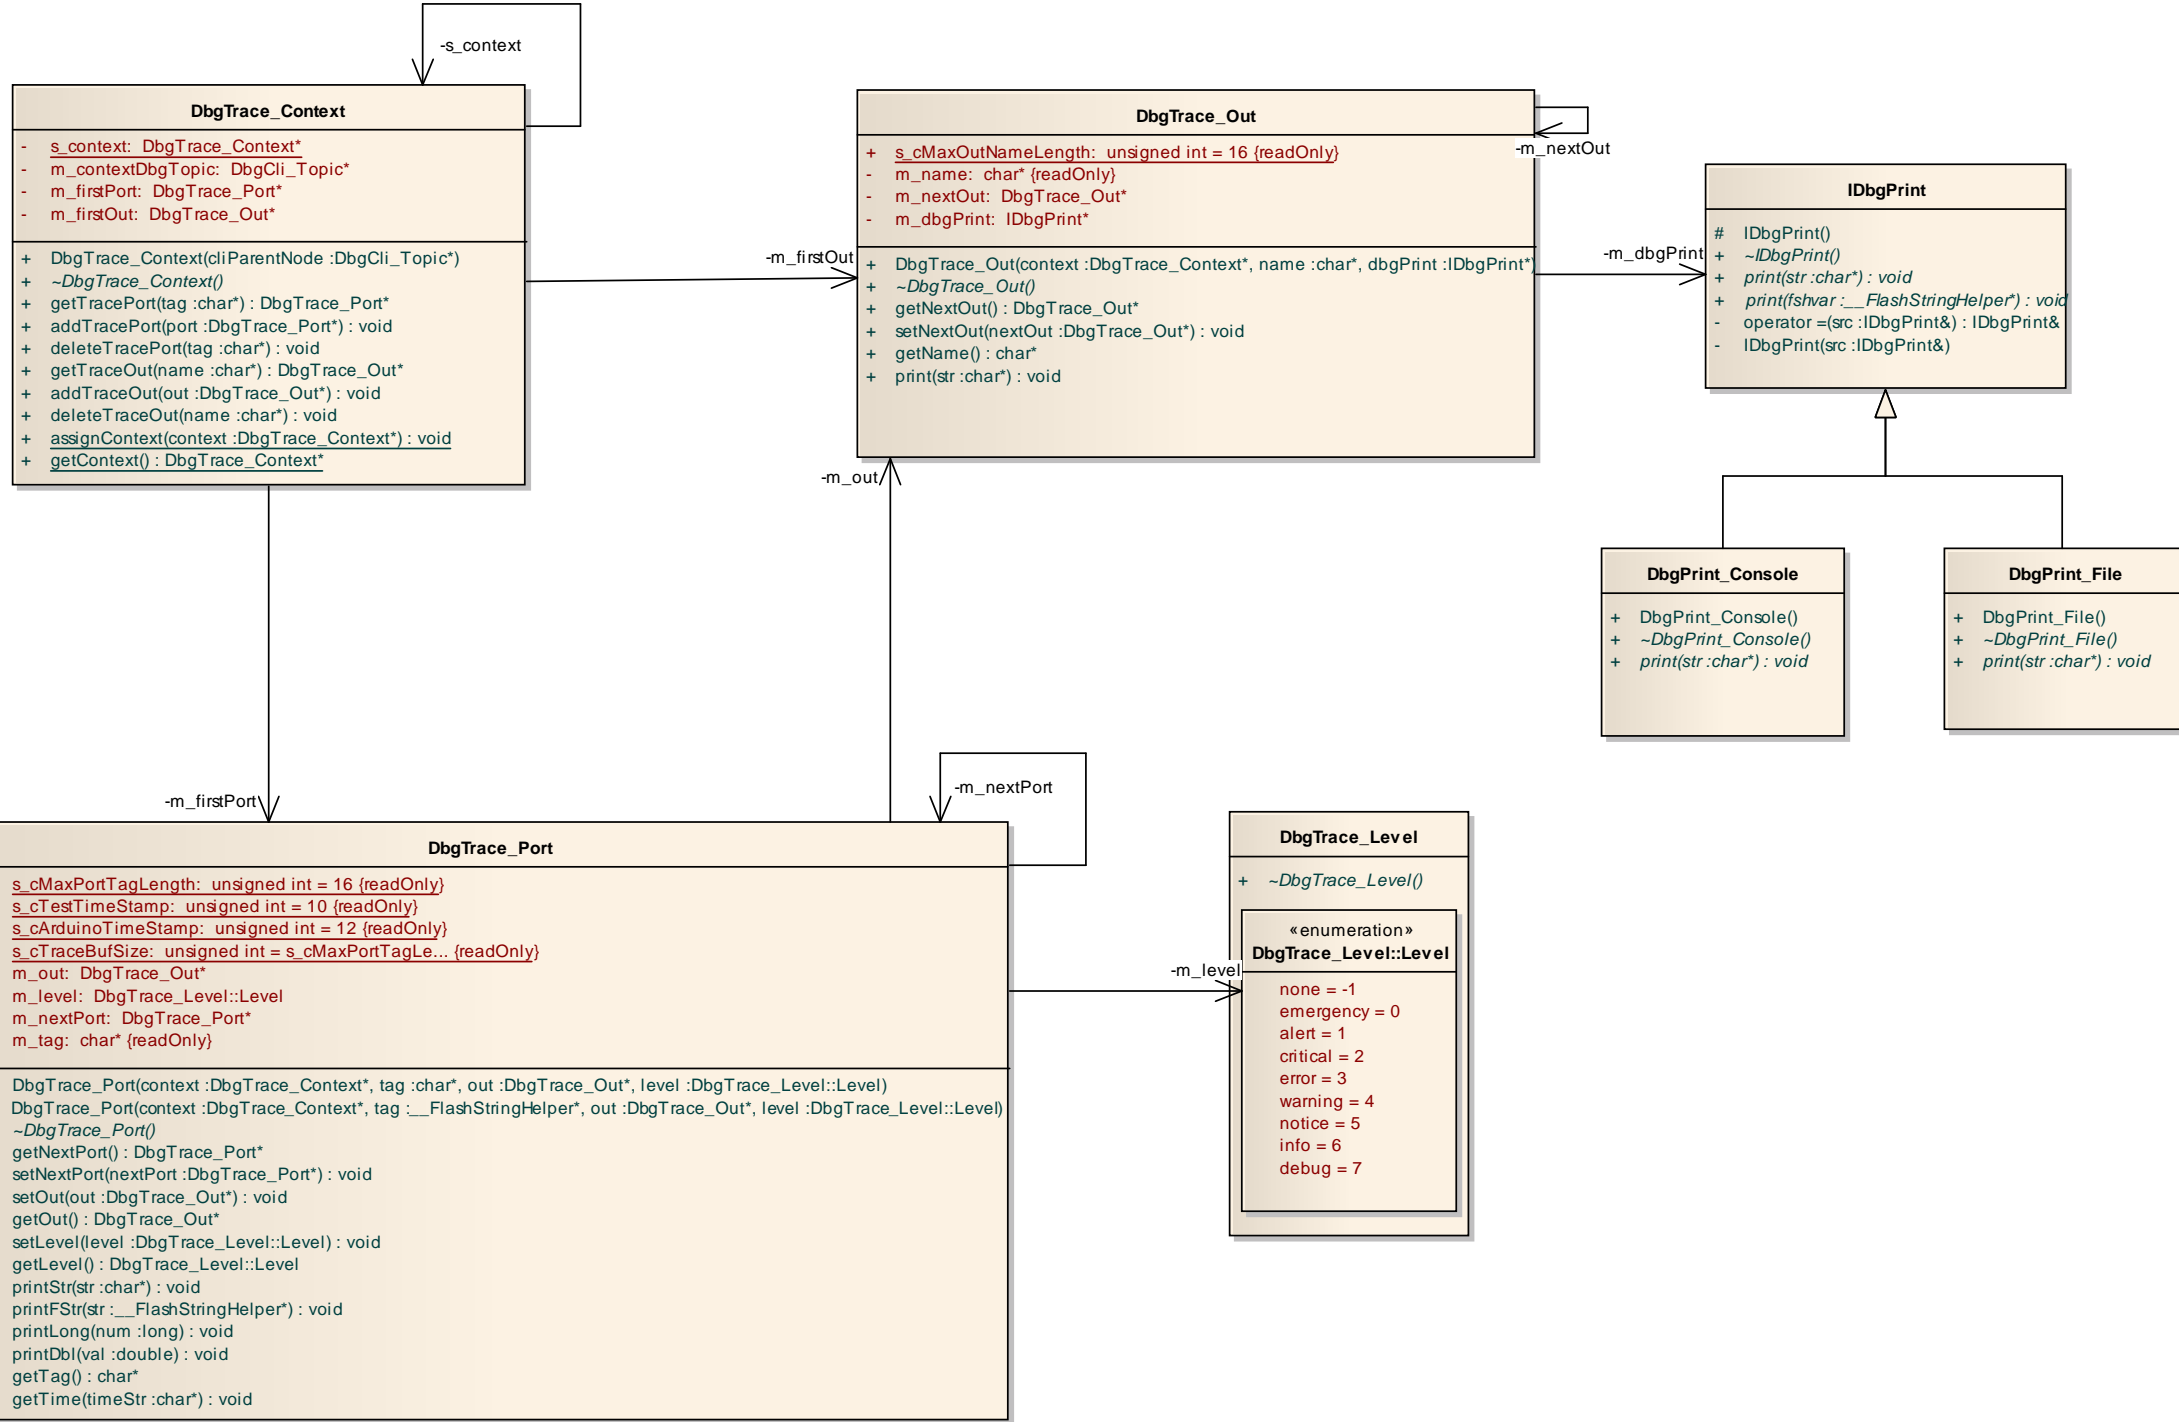 -s_context
DbgTrace_Context
- s_context: DbgTrace_Context*
- m_contextDbgTopic: DbgCli_Topic*
- m_firstPort: DbgTrace_Port*
- m_firstOut: DbgTrace_Out*
+ DbgTrace_Context(cliParentNode :DbgCli_Topic*)
+ ~DbgTrace_Context()
+ getTracePort(tag :char*) : DbgTrace_Port*
+ addTracePort(port :DbgTrace_Port*) : void
+ deleteTracePort(tag :char*) : void
+ getTraceOut(name :char*) : DbgTrace_Out*
+ addTraceOut(out :DbgTrace_Out*) : void
+ deleteTraceOut(name :char*) : void
+ assignContext(context :DbgTrace_Context*) : void
+ getContext() : DbgTrace_Context*
-m_firstOut
DbgTrace_Out
+ s_cMaxOutNameLength: unsigned int = 16 {readOnly}
- m_name: char* {readOnly}
- m_nextOut: DbgTrace_Out*
- m_dbgPrint: IDbgPrint*
+ DbgTrace_Out(context :DbgTrace_Context*, name :char*, dbgPrint :IDbgPrint*)
+ ~DbgTrace_Out()
+ getNextOut() : DbgTrace_Out*
+ setNextOut(nextOut :DbgTrace_Out*) : void
+ getName() : char*
+ print(str :char*) : void
-m_nextOut
-m_dbgPrint
IDbgPrint
# IDbgPrint()
+ ~IDbgPrint()
+ print(str :char*) : void
+ print(fshvar :__FlashStringHelper*) : void
- operator =(src :IDbgPrint&) : IDbgPrint&
- IDbgPrint(src :IDbgPrint&)
-m_out
DbgPrint_Console
+ DbgPrint_Console()
+ ~DbgPrint_Console()
+ print(str :char*) : void
DbgPrint_File
+ DbgPrint_File()
+ ~DbgPrint_File()
+ print(str :char*) : void
-m_firstPort
-m_nextPort
DbgTrace_Port
s_cMaxPortTagLength: unsigned int = 16 {readOnly}
s_cTestTimeStamp: unsigned int = 10 {readOnly}
s_cArduinoTimeStamp: unsigned int = 12 {readOnly}
s_cTraceBufSize: unsigned int = s_cMaxPortTagLe... {readOnly}
m_out: DbgTrace_Out*
m_level: DbgTrace_Level::Level
m_nextPort: DbgTrace_Port*
m_tag: char* {readOnly}
DbgTrace_Port(context :DbgTrace_Context*, tag :char*, out :DbgTrace_Out*, level :DbgTrace_Level::Level)
DbgTrace_Port(context :DbgTrace_Context*, tag :__FlashStringHelper*, out :DbgTrace_Out*, level :DbgTrace_Level::Level)
~DbgTrace_Port()
getNextPort() : DbgTrace_Port*
setNextPort(nextPort :DbgTrace_Port*) : void
setOut(out :DbgTrace_Out*) : void
getOut() : DbgTrace_Out*
setLevel(level :DbgTrace_Level::Level) : void
getLevel() : DbgTrace_Level::Level
printStr(str :char*) : void
printFStr(str :__FlashStringHelper*) : void
printLong(num :long) : void
printDbl(val :double) : void
getTag() : char*
getTime(timeStr :char*) : void
-m_level
DbgTrace_Level
+ ~DbgTrace_Level()
«enumeration»
DbgTrace_Level::Level
none = -1
emergency = 0
alert = 1
critical = 2
error = 3
warning = 4
notice = 5
info = 6
debug = 7